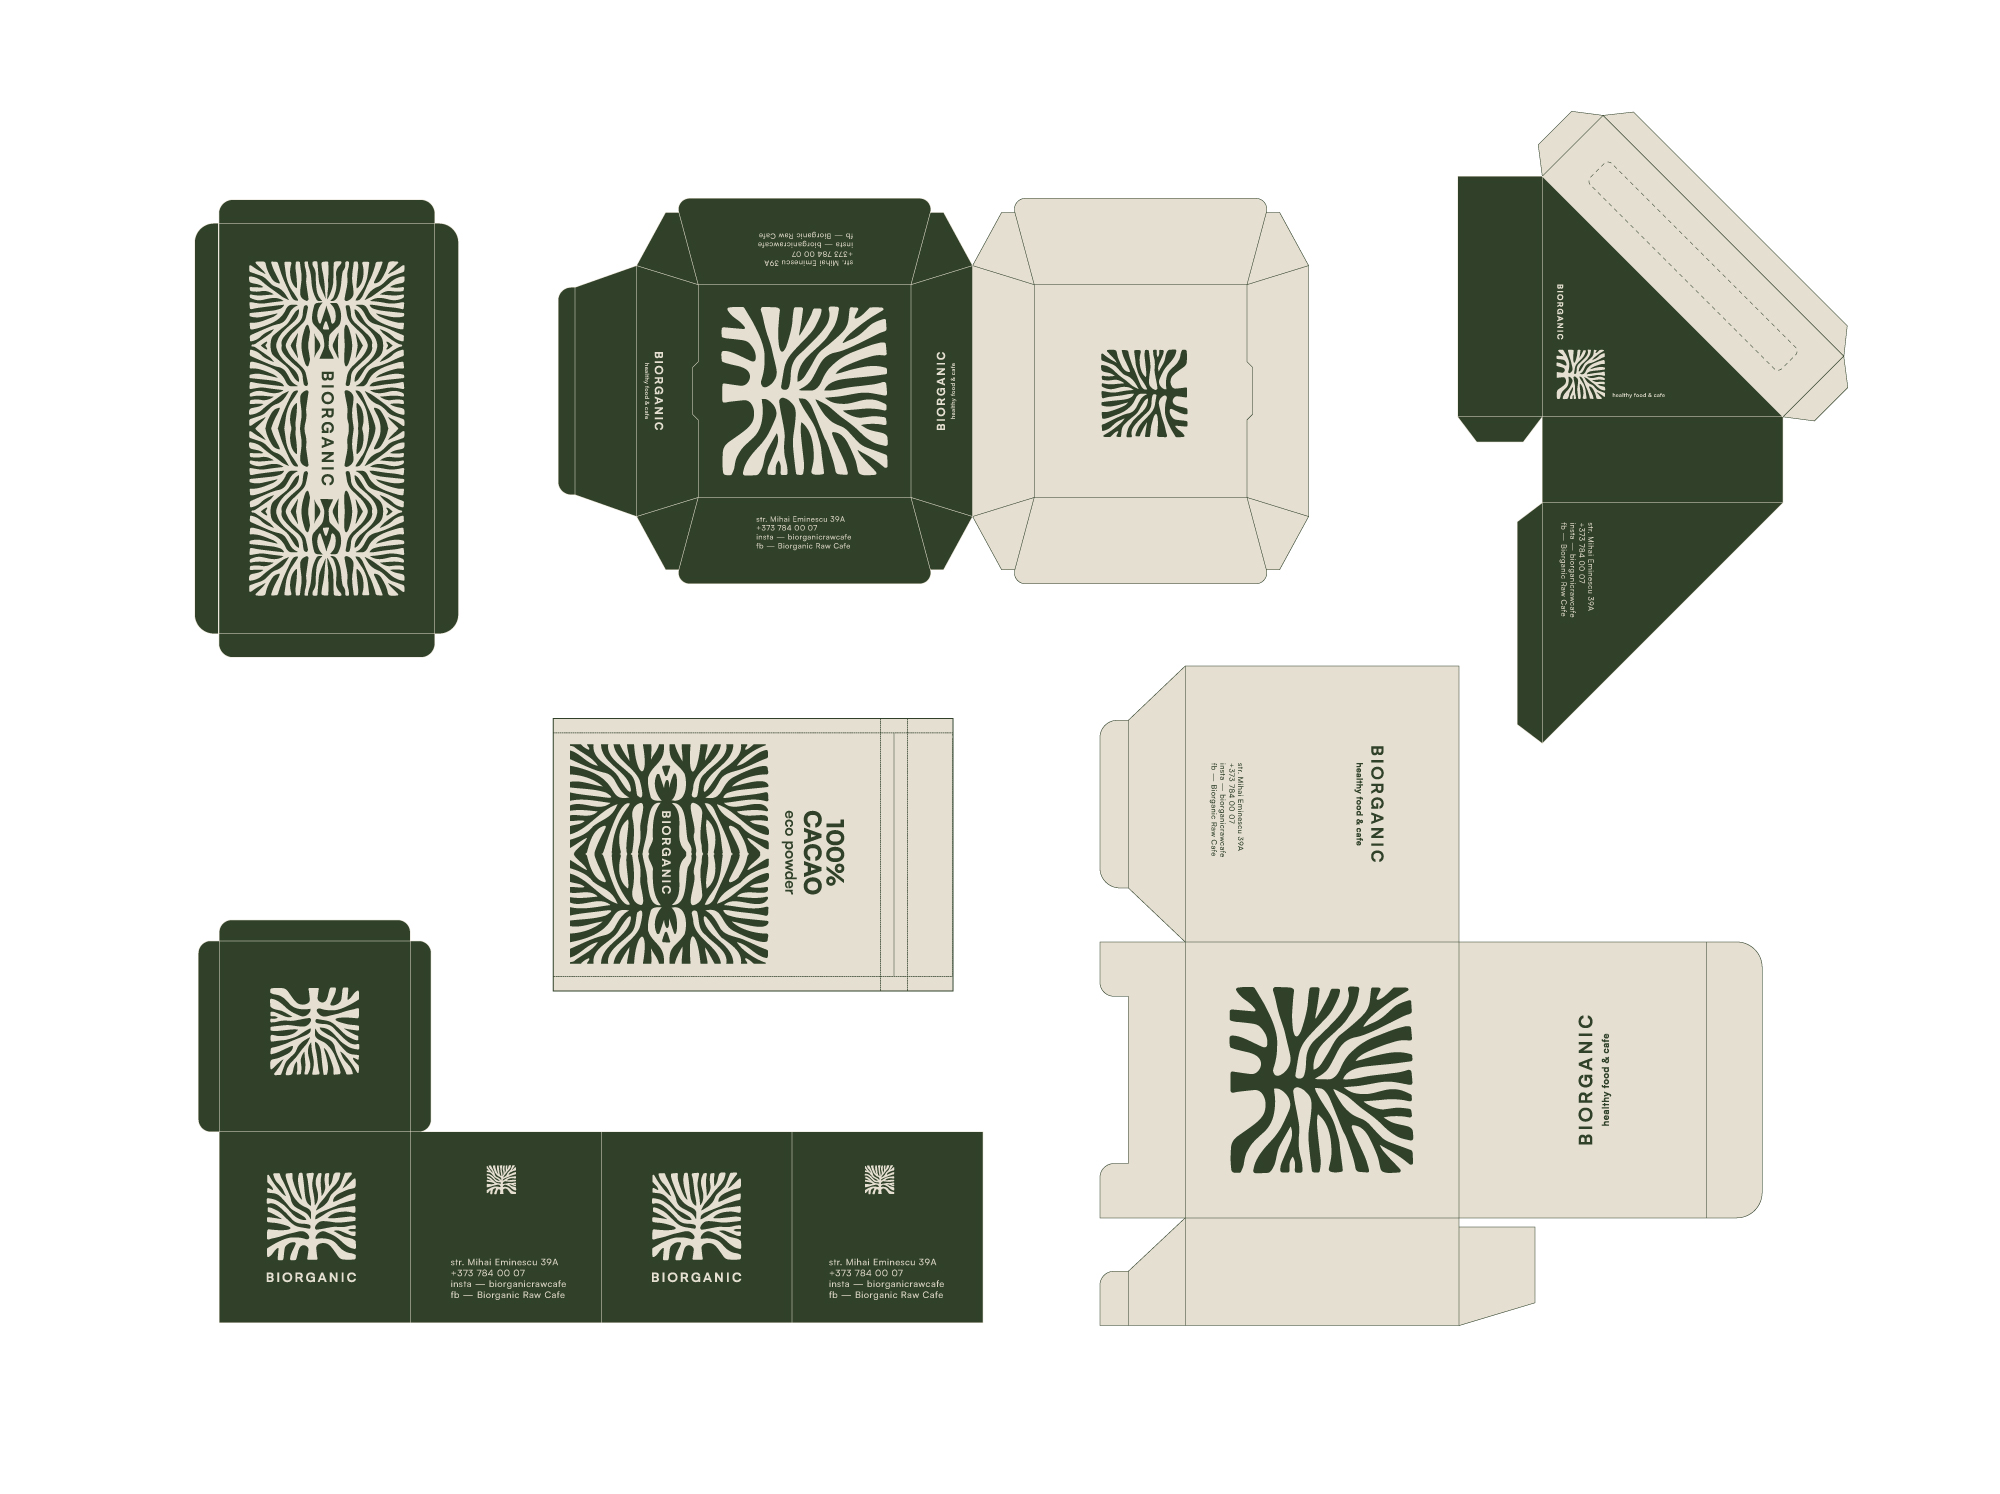 BIORGANIC
str. Mihai Eminescu 39A
+373 784 00 07
insta — biorganicrawcafe
fb — Biorganic Raw Cafe
BIORGANIC
healthy food & cafe
BIORGANIC
healthy food & cafe
str. Mihai Eminescu 39A
+373 784 00 07
insta — biorganicrawcafe
fb — Biorganic Raw Cafe
BIORGANIC
healthy food & cafe
str. Mihai Eminescu 39A
+373 784 00 07
insta — biorganicrawcafe
fb — Biorganic Raw Cafe
BIORGANIC
100%
CACAO
eco powder
BIORGANIC
healthy food & cafe
str. Mihai Eminescu 39A
+373 784 00 07
insta — biorganicrawcafe
fb — Biorganic Raw Cafe
BIORGANIC
healthy food & cafe
BIORGANIC
str. Mihai Eminescu 39A
+373 784 00 07
insta — biorganicrawcafe
fb — Biorganic Raw Cafe
BIORGANIC
str. Mihai Eminescu 39A
+373 784 00 07
insta — biorganicrawcafe
fb — Biorganic Raw Cafe